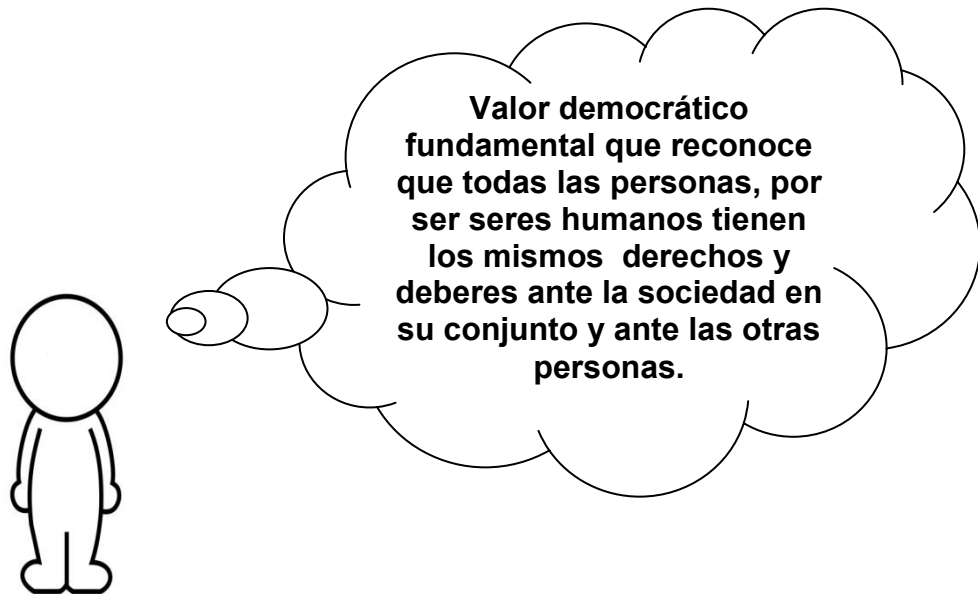 Valor democrático
fundamental que reconoce
que todas las personas, por
ser seres humanos tienen
los mismos  derechos y
deberes ante la sociedad en
su conjunto y ante las otras
personas.